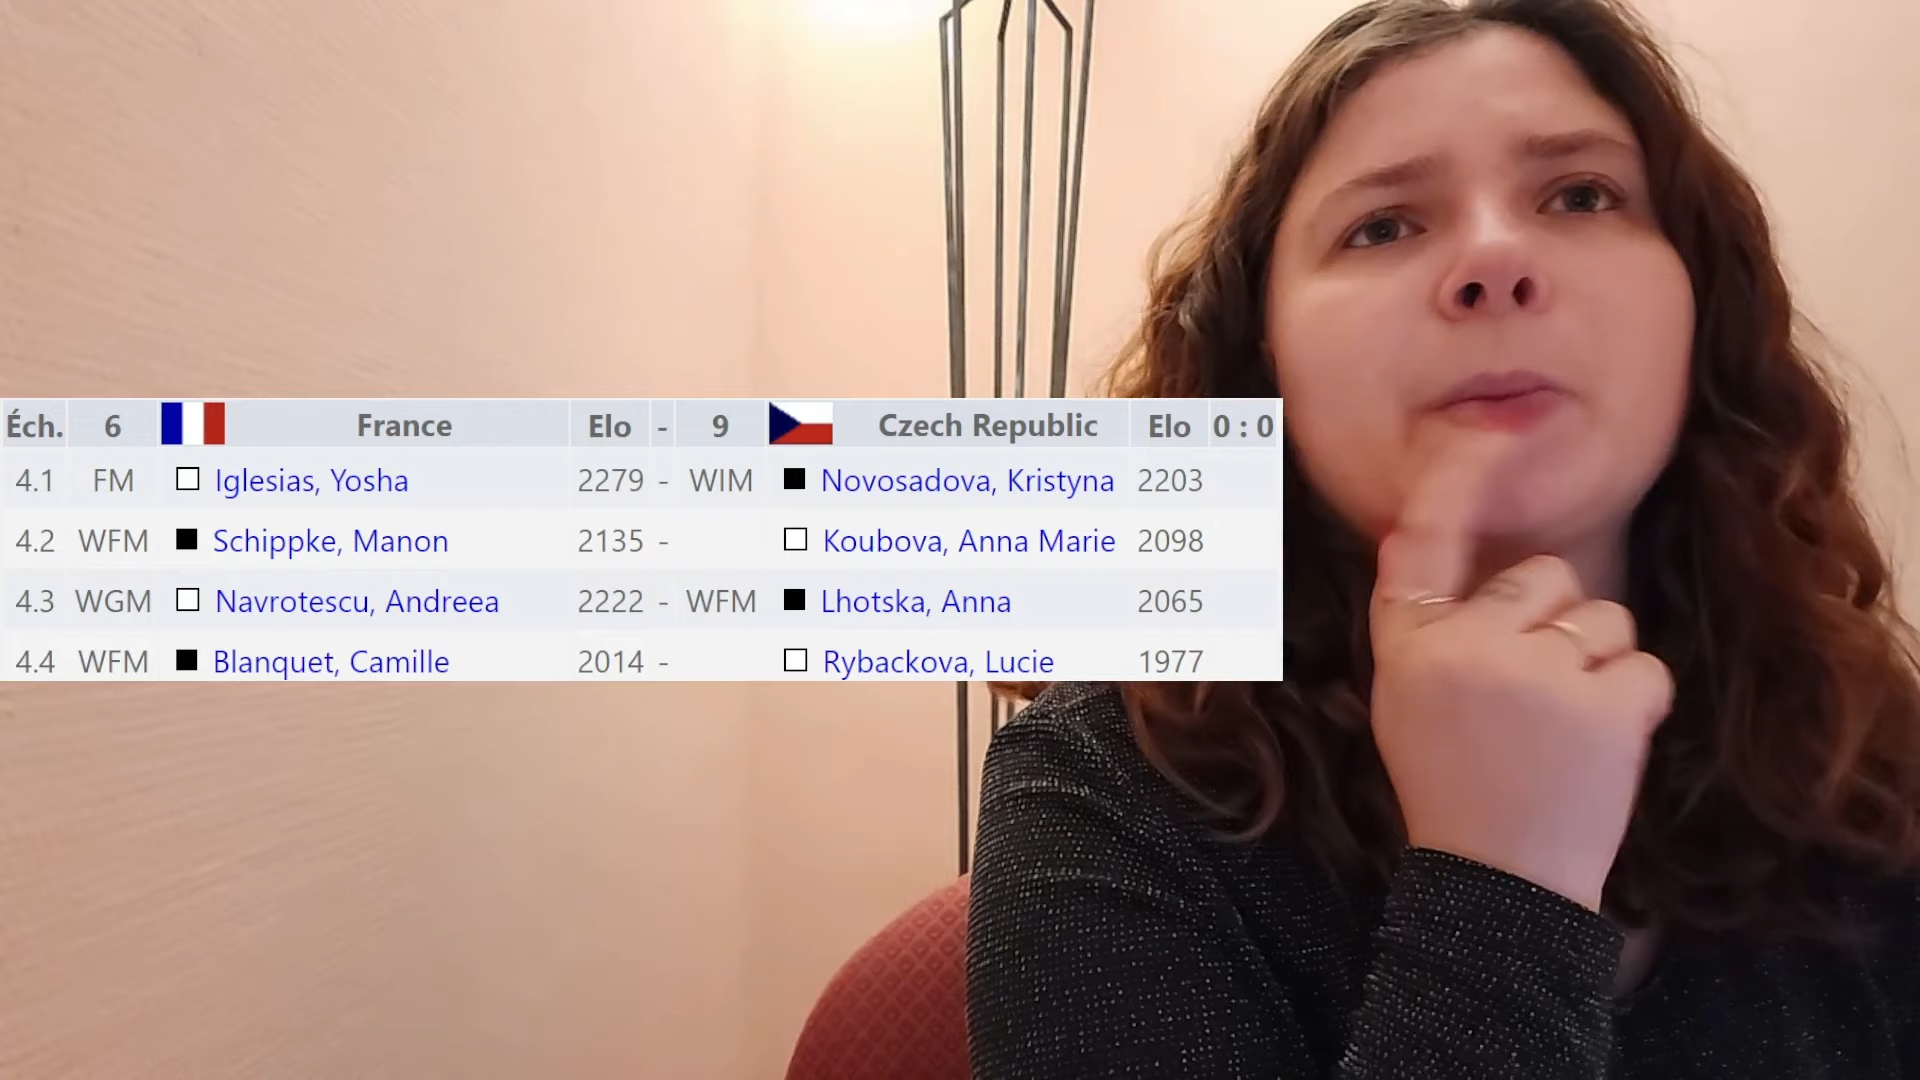 Éch. 6 France Elo - 9 Czech Republic Elo 0 : 0
4.1 FM Iglesias, Yosha 2279 - WIM Novosadova, Kristyna 2203
4.2 WFM Schippke, Manon 2135 - Koubova, Anna Marie 2098
4.3 WGM Navrotescu, Andreea 2222 - WFM Lhotska, Anna 2065
4.4 WFM Blanquet, Camille 2014 - Rybackova, Lucie 1977